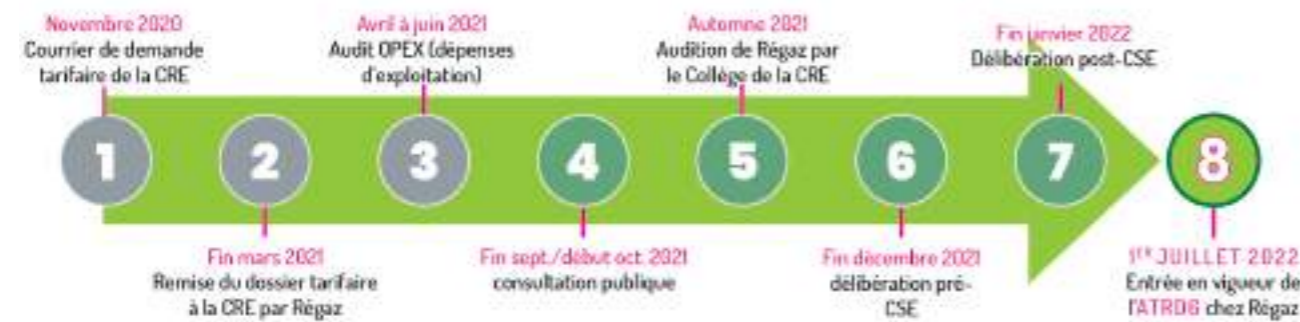 Novembre 2020
Courrier de demande
tarifaire de la CRE
Avril à juin 2021
Audit OPEX (dépenses
d'exploitation)
Automne 2021
Audition de Régaz par
le Collège de la CRE
Fin janvier 2022
Délibération post-CSE
1
2
3
4
5
6
7
8
Fin mars 2021
Remise du dossier tarifaire
à la CRE par Régaz
Fin sept./début oct. 2021
consultation publique
Fin décembre 2021
délibération pré-
CSE
1ER JUILLET 2022
Entrée en vigueur de
l'ATRD6 chez Régaz